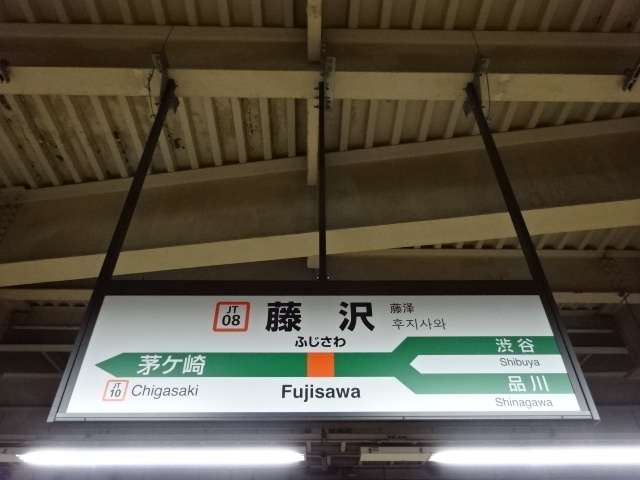 JT
08
藤沢
藤泽
후지사와
ふじさわ
茅ケ崎
JT
10
Chigasaki
Fujisawa
渋谷
Shibuya
品川
Shinagawa